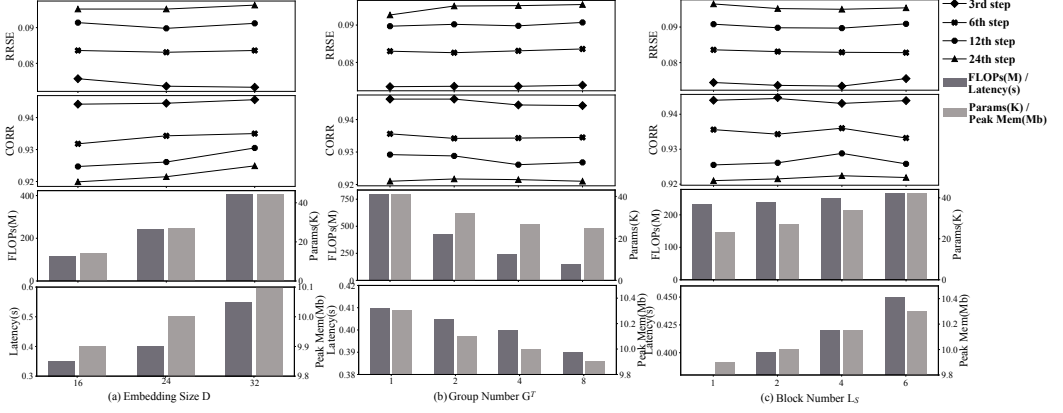 RRSE
0.09
0.08
CORR
0.94
0.93
0.92
FLOPs(M)
400
200
0
Params(K)
40
20
0
Latency(s)
0.6
0.5
0.4
0.3
Peak Mem(Mb)
10.1
10.0
9.9
9.8
16
24
32
(a) Embedding Size D
RRSE
0.09
0.08
CORR
0.94
0.93
0.92
FLOPs(M)
750
500
250
0
Params(K)
40
20
0
Latency(s)
0.42
0.41
0.40
0.39
0.38
Peak Mem(Mb)
10.4
10.2
10.0
9.8
1
2
4
8
(b) Group Number G^T
RRSE
0.09
0.08
CORR
0.94
0.93
0.92
FLOPs(M)
200
100
0
Params(K)
40
20
0
Latency(s)
0.450
0.425
0.400
Peak Mem(Mb)
10.4
10.2
10.0
9.8
1
2
4
6
(c) Block Number L_S
3rd step
6th step
12th step
24th step
FLOPs(M) /
Latency(s)
Params(K) /
Peak Mem(Mb)